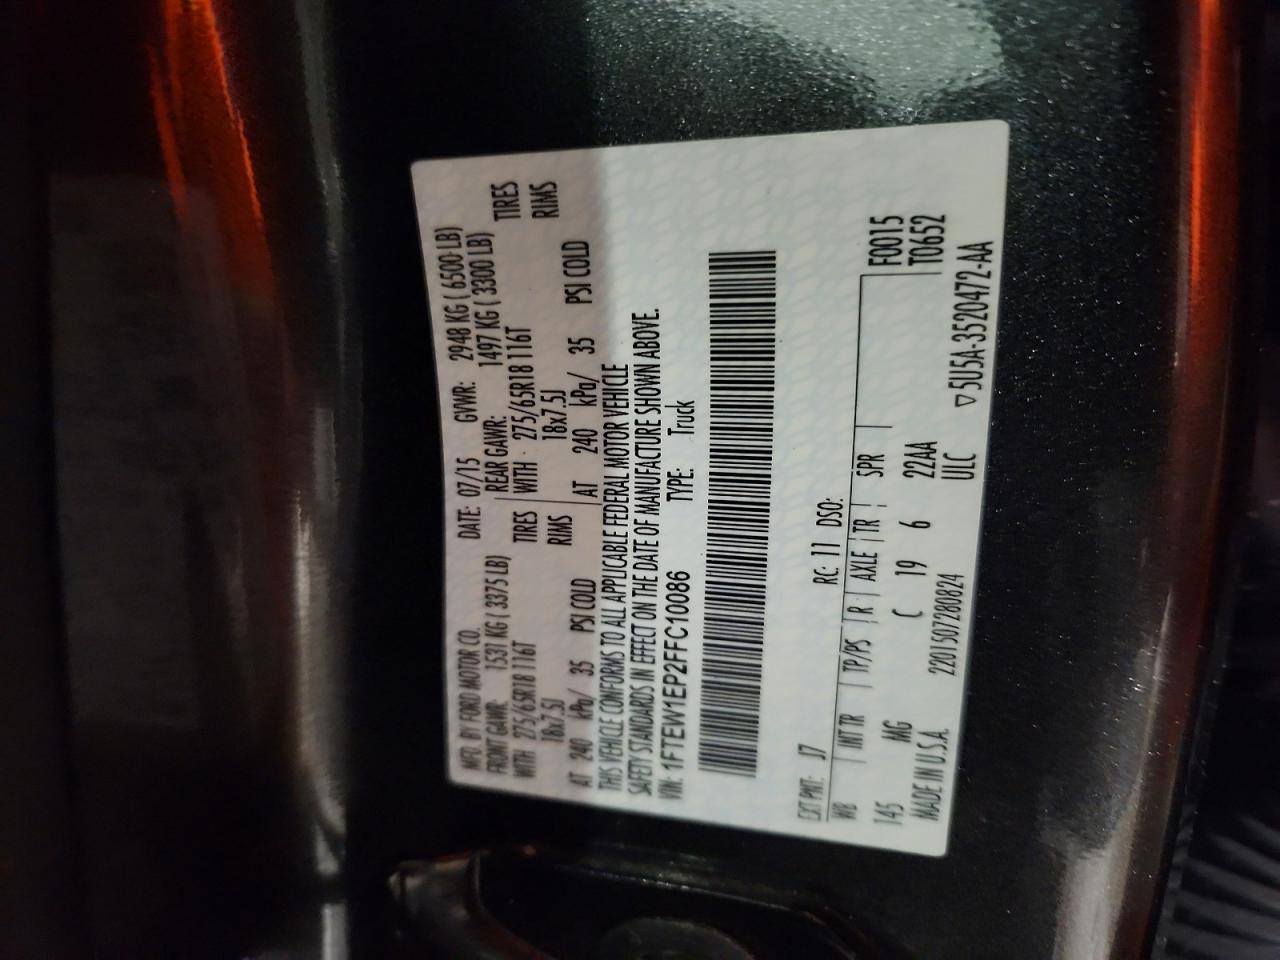 MFD. BY FORD MOTOR CO. DATE: 07/15 GVWR: 2948 KG ( 6500 LB)
FRONT GAWR: 1531 KG ( 3375 LB) REAR GAWR: 1497 KG ( 3300 LB)
WITH 275/65R18 116T TIRES WITH 275/65R18 116T TIRES
18x7.5J RIMS 18x7.5J RIMS
AT 240 kPa/ 35 PSI COLD AT 240 kPa/ 35 PSI COLD
THIS VEHICLE CONFORMS TO ALL APPLICABLE FEDERAL MOTOR VEHICLE
SAFETY STANDARDS IN EFFECT ON THE DATE OF MANUFACTURE SHOWN ABOVE.
VIN: 1FTEW1EP2FFC10086 TYPE: Truck
EXT PNT: J7 RC: 11 DSO:
WB INT TR TP/PS R AXLE TR SPR F0015
145 MG C 19 6 22AA T0652
MADE IN U.S.A. 220150728082​4 ULC ▽5U5A-3520472-AA